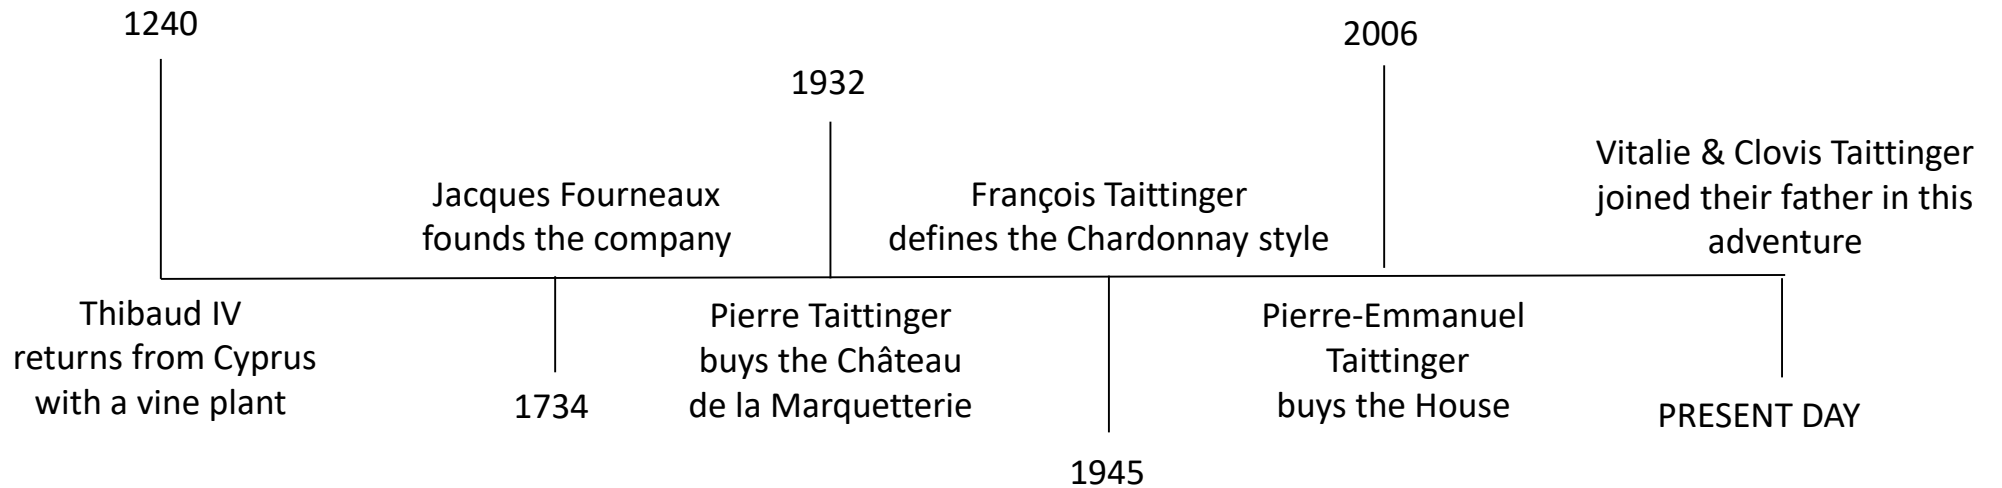 1240
Thibaud IV
returns from Cyprus
with a vine plant
Jacques Fourneaux
founds the company
1734
1932
Pierre Taittinger
buys the Château
de la Marquetterie
François Taittinger
defines the Chardonnay style
1945
2006
Pierre-Emmanuel
Taittinger
buys the House
Vitalie & Clovis Taittinger
joined their father in this
adventure
PRESENT DAY